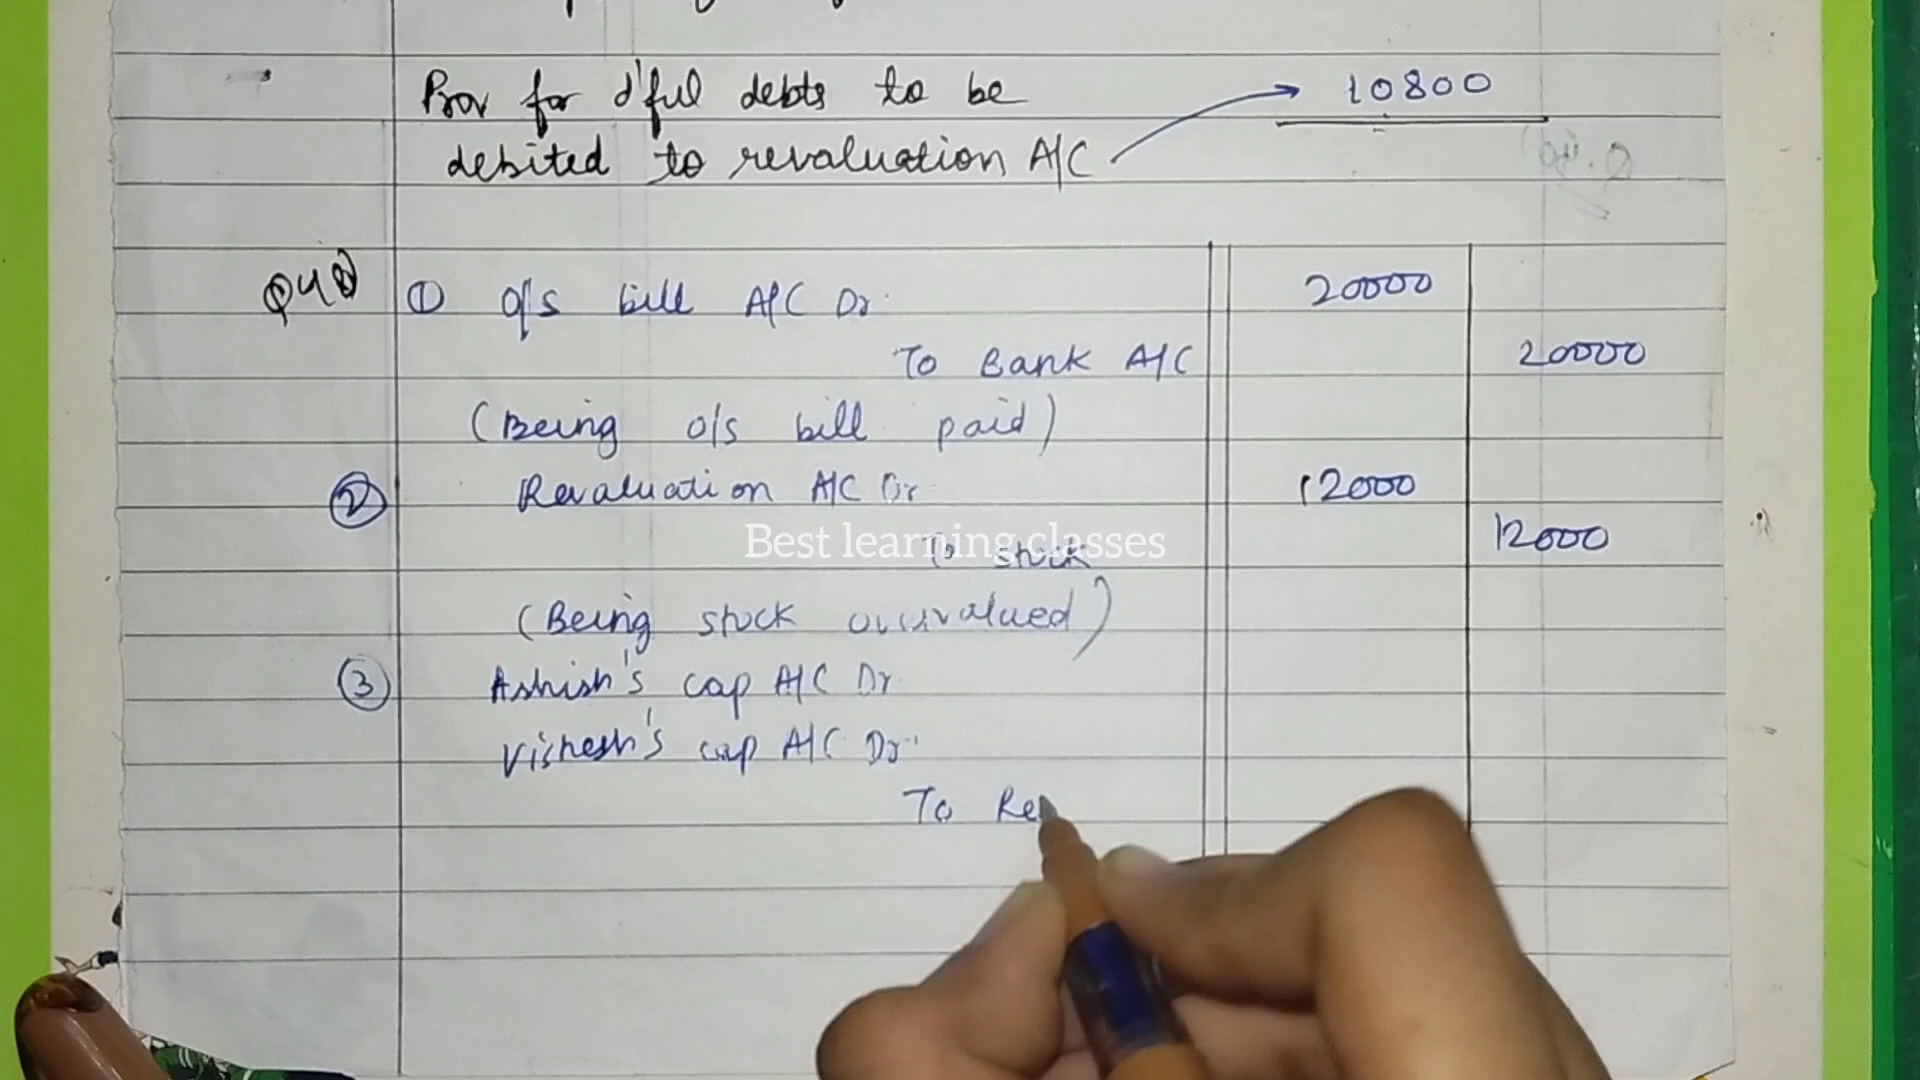 Prov for d'ful debts to be 10800
debited to revaluation A/C
Q48 ① o/s bill A/C Dr. 20000
To Bank A/C 20000
(Being o/s bill paid)
② Revaluation A/C Dr. 12000
To stock 12000
Best learning classes
(Being stock overvalued)
③ Ashish's cap A/C Dr.
Vishesh's cap A/C Dr.
To Re